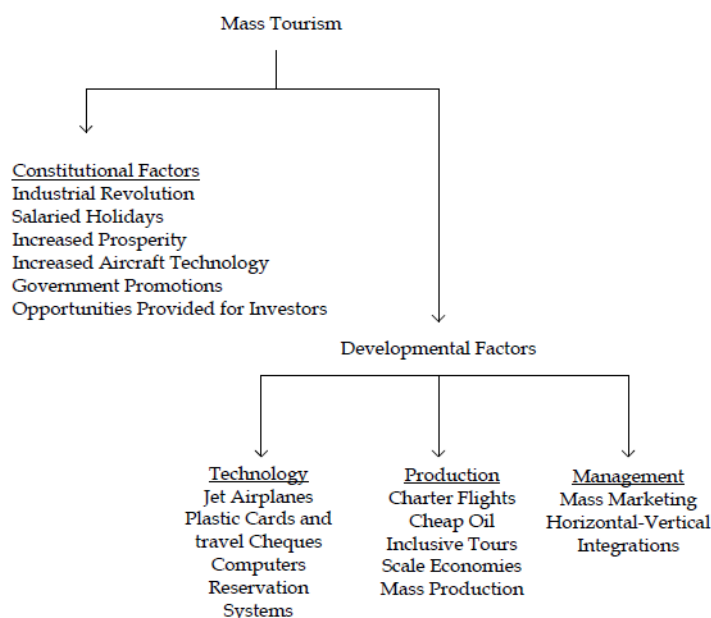 Mass Tourism
Constitutional Factors
Industrial Revolution
Salaried Holidays
Increased Prosperity
Increased Aircraft Technology
Government Promotions
Opportunities Provided for Investors
Developmental Factors
Technology
Jet Airplanes
Plastic Cards and
travel Cheques
Computers
Reservation
Systems
Production
Charter Flights
Cheap Oil
Inclusive Tours
Scale Economies
Mass Production
Management
Mass Marketing
Horizontal-Vertical
Integrations